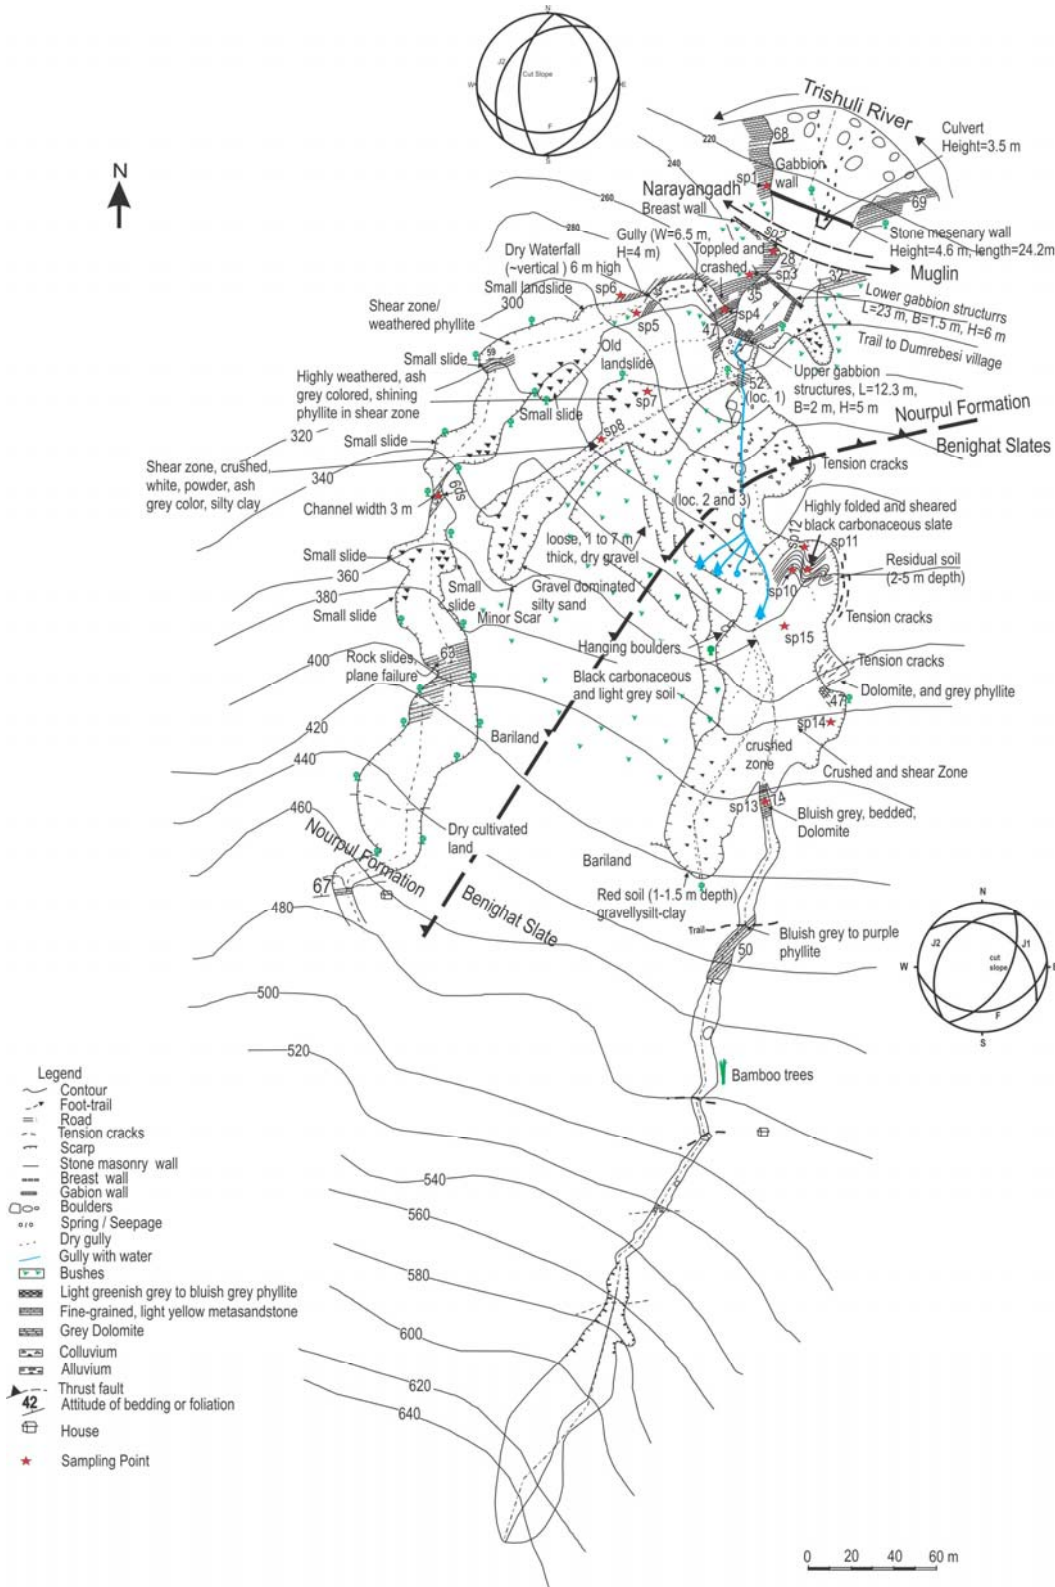 N
J2
Cut Slope
J1
W
E
F
S
Trishuli River
N
220
68
Culvert
Height=3.5 m
240
sp1
Gabbion
wall
Narayangadh
Breast wall
260
69
sp2
Stone mesenary wall
Height=4.6 m, length=24.2m
280
Gully (W=6.5 m,
H=4 m)
Toppled and
crashed
28
sp3
Dry Waterfall
(~vertical ) 6 m high
Muglin
32
Small landslide
300
sp6
35
Lower gabbion structurrs
L=23 m, B=1.5 m, H=6 m
Shear zone/
weathered phyllite
sp5
sp4
47
Trail to Dumrebesi village
Small slide
59
Old
landslide
Upper gabbion
structures, L=12.3 m,
B=2 m, H=5 m
Highly weathered, ash
grey colored, shining
phyllite in shear zone
52
(loc. 1)
sp7
Small slide
Nourpul Formation
320
Small slide
sp8
Benighat Slates
Shear zone, crushed,
white, powder, ash
grey color, silty clay
340
Tension cracks
sp9
Channel width 3 m
(loc. 2 and 3)
Highly folded and sheared
black carbonaceous slate
sp12
sp11
loose, 1 to 7 m
thick, dry gravel
Small slide
360
Residual soil
(2-5 m depth)
380
Small
slide
Gravel dominated
silty sand
sp10
Small slide
Minor Scar
Tension cracks
sp15
400
Rock slides,
plane failure
63
Hanging boulders
Tension cracks
Black carbonaceous
and light grey soil
Dolomite, and grey phyllite
47
420
sp14
Bariland
440
crushed
zone
Crushed and shear Zone
460
sp13
74
Bluish grey, bedded,
Dolomite
Nourpul Formation
Dry cultivated
land
Bariland
67
Benighat Slate
Red soil (1-1.5 m depth)
gravellysilt-clay
480
Trail
Bluish grey to purple
phyllite
N
J2
J1
50
W
cut
slope
E
F
S
500
520
Bamboo trees
Legend
Contour
Foot-trail
Road
Tension cracks
Scarp
Stone masonry wall
Breast wall
Gabion wall
Boulders
Spring / Seepage
Dry gully
Gully with water
Bushes
Light greenish grey to bluish grey phyllite
Fine-grained, light yellow metasandstone
Grey Dolomite
Colluvium
Alluvium
Thrust fault
42
Attitude of bedding or foliation
House
Sampling Point
540
560
580
600
620
640
0 20 40 60 m